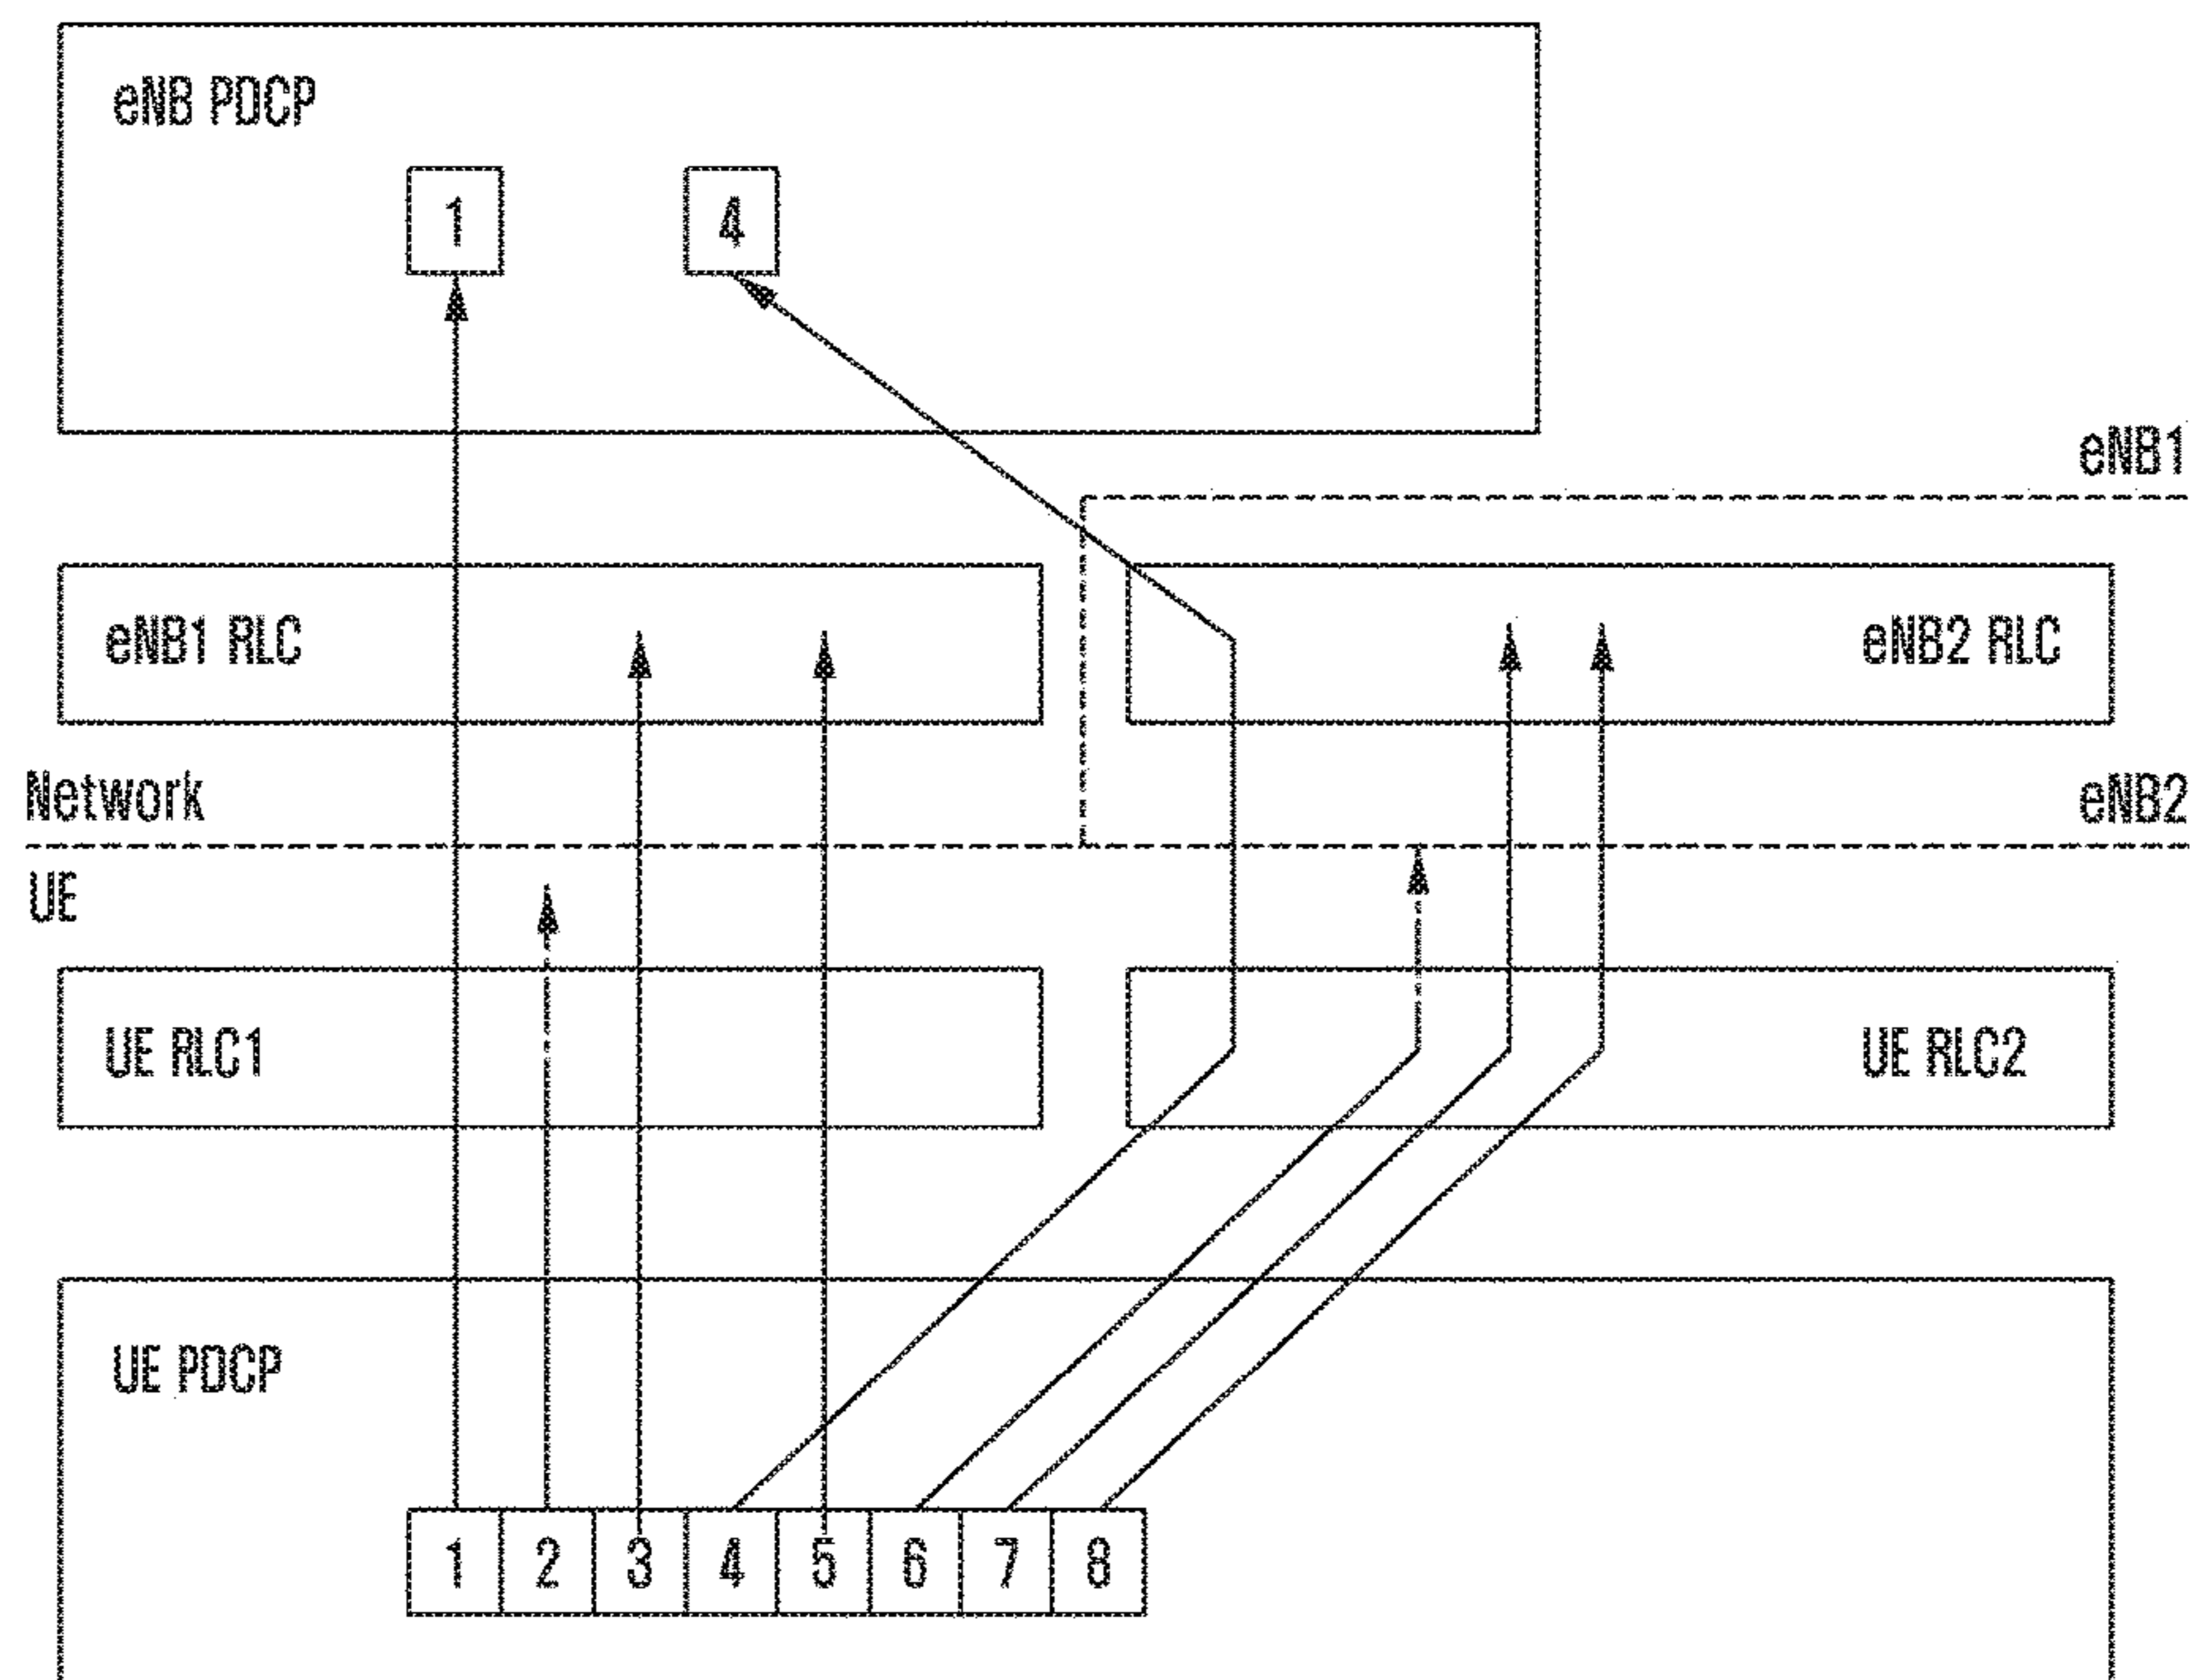 eNB PDCP
1 4
eNB1
eNB1 RLC
eNB2 RLC
Network
eNB2
UE
UE RLC1
UE RLC2
UE PDCP
1 2 3 4 5 6 7 8